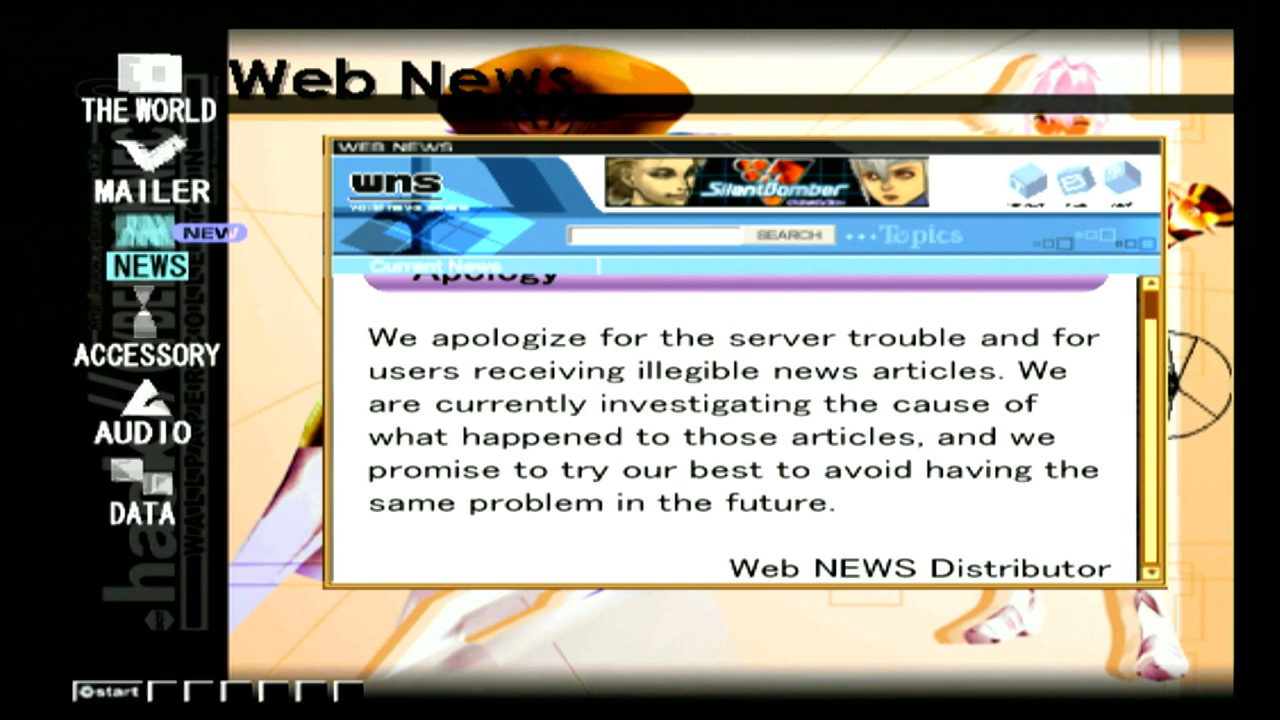 Web News
THE WORLD
MAILER
NEW
NEWS
ACCESSORY
AUDIO
DATA
start
WEB NEWS
wns
SilentBomber
SEARCH
Topics
Current News
Apology
We apologize for the server trouble and for
users receiving illegible news articles. We
are currently investigating the cause of
what happened to those articles, and we
promise to try our best to avoid having the
same problem in the future.
Web NEWS Distributor
.hack